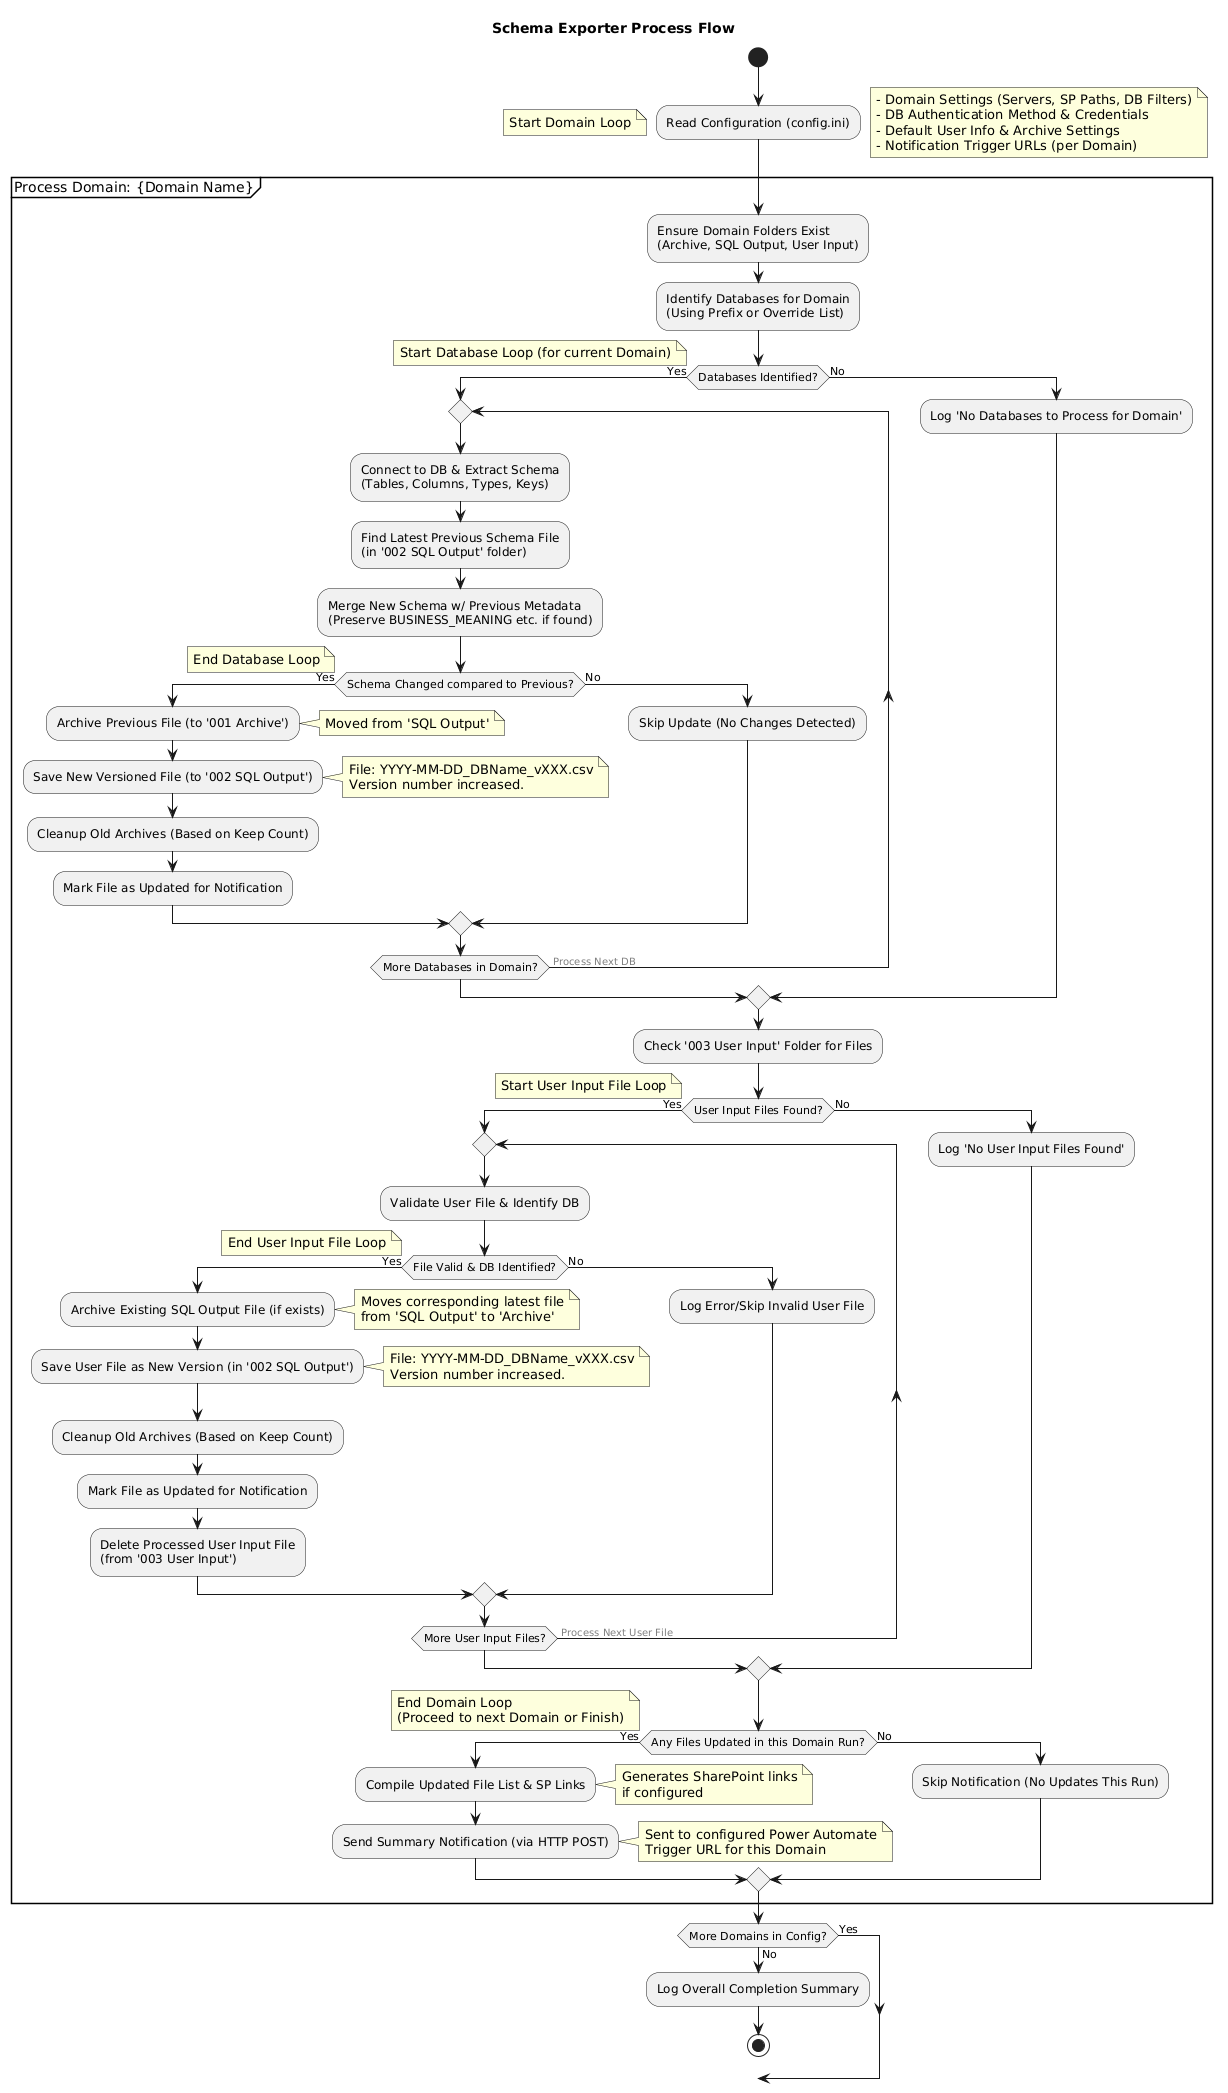 Schema Exporter Process Flow
Start Domain Loop
Read Configuration (config.ini)
- Domain Settings (Servers, SP Paths, DB Filters)
- DB Authentication Method & Credentials
- Default User Info & Archive Settings
- Notification Trigger URLs (per Domain)
Process Domain: {Domain Name}
Ensure Domain Folders Exist
(Archive, SQL Output, User Input)
Identify Databases for Domain
(Using Prefix or Override List)
Start Database Loop (for current Domain)
Yes
Databases Identified?
No
Log 'No Databases to Process for Domain'
Connect to DB & Extract Schema
(Tables, Columns, Types, Keys)
Find Latest Previous Schema File
(in '002 SQL Output' folder)
Merge New Schema w/ Previous Metadata
(Preserve BUSINESS_MEANING etc. if found)
End Database Loop
Yes
Schema Changed compared to Previous?
No
Archive Previous File (to '001 Archive')
Moved from 'SQL Output'
Skip Update (No Changes Detected)
Save New Versioned File (to '002 SQL Output')
File: YYYY-MM-DD_DBName_vXXX.csv
Version number increased.
Cleanup Old Archives (Based on Keep Count)
Mark File as Updated for Notification
More Databases in Domain?
Process Next DB
Check '003 User Input' Folder for Files
Start User Input File Loop
Yes
User Input Files Found?
No
Log 'No User Input Files Found'
Validate User File & Identify DB
End User Input File Loop
Yes
File Valid & DB Identified?
No
Archive Existing SQL Output File (if exists)
Moves corresponding latest file
from 'SQL Output' to 'Archive'
Log Error/Skip Invalid User File
Save User File as New Version (in '002 SQL Output')
File: YYYY-MM-DD_DBName_vXXX.csv
Version number increased.
Cleanup Old Archives (Based on Keep Count)
Mark File as Updated for Notification
Delete Processed User Input File
(from '003 User Input')
More User Input Files?
Process Next User File
End Domain Loop
(Proceed to next Domain or Finish)
Yes
Any Files Updated in this Domain Run?
No
Compile Updated File List & SP Links
Generates SharePoint links
if configured
Skip Notification (No Updates This Run)
Send Summary Notification (via HTTP POST)
Sent to configured Power Automate
Trigger URL for this Domain
More Domains in Config?
Yes
No
Log Overall Completion Summary